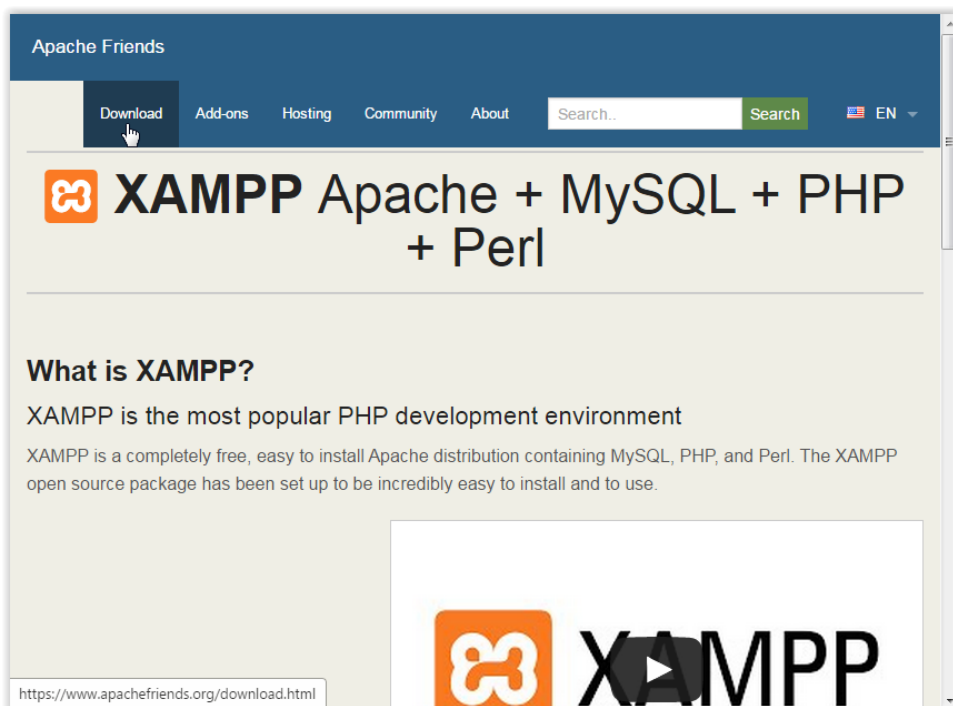 Apache Friends
Download Add-ons Hosting Community About Search.. Search EN
XAMPP Apache + MySQL + PHP
+ Perl
What is XAMPP?
XAMPP is the most popular PHP development environment
XAMPP is a completely free, easy to install Apache distribution containing MySQL, PHP, and Perl. The XAMPP
open source package has been set up to be incredibly easy to install and to use.
XAMPP
https://www.apachefriends.org/download.html